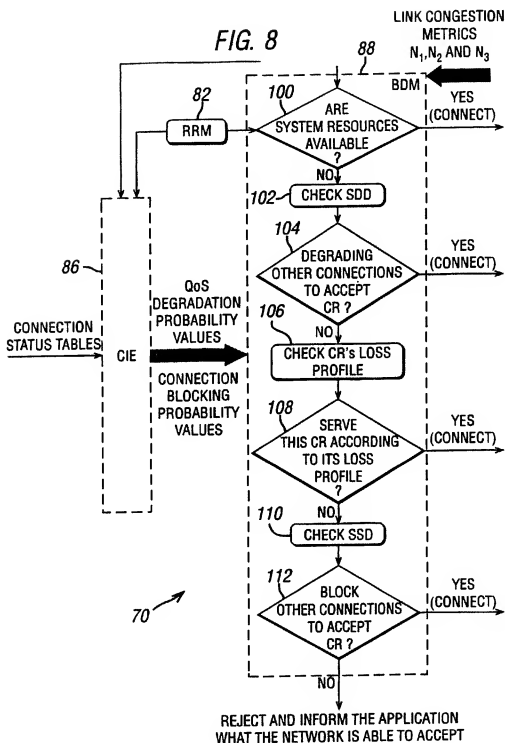 FIG. 8
LINK CONGESTION
METRICS
N1,N2 AND N3
88
BDM
100
ARE
SYSTEM RESOURCES
AVAILABLE
?
YES
(CONNECT)
82
RRM
NO
102
CHECK SDD
104
DEGRADING
OTHER CONNECTIONS
TO ACCEPT
CR ?
YES
(CONNECT)
86
CONNECTION
STATUS TABLES
CIE
QoS
DEGRADATION
PROBABILITY
VALUES
CONNECTION
BLOCKING
PROBABILITY
VALUES
NO
106
CHECK CR's LOSS
PROFILE
108
SERVE
THIS CR ACCORDING
TO ITS LOSS
PROFILE
?
YES
(CONNECT)
NO
110
CHECK SSD
112
BLOCK
OTHER CONNECTIONS
TO ACCEPT
CR ?
YES
(CONNECT)
70
NO
REJECT AND INFORM THE APPLICATION
WHAT THE NETWORK IS ABLE TO ACCEPT